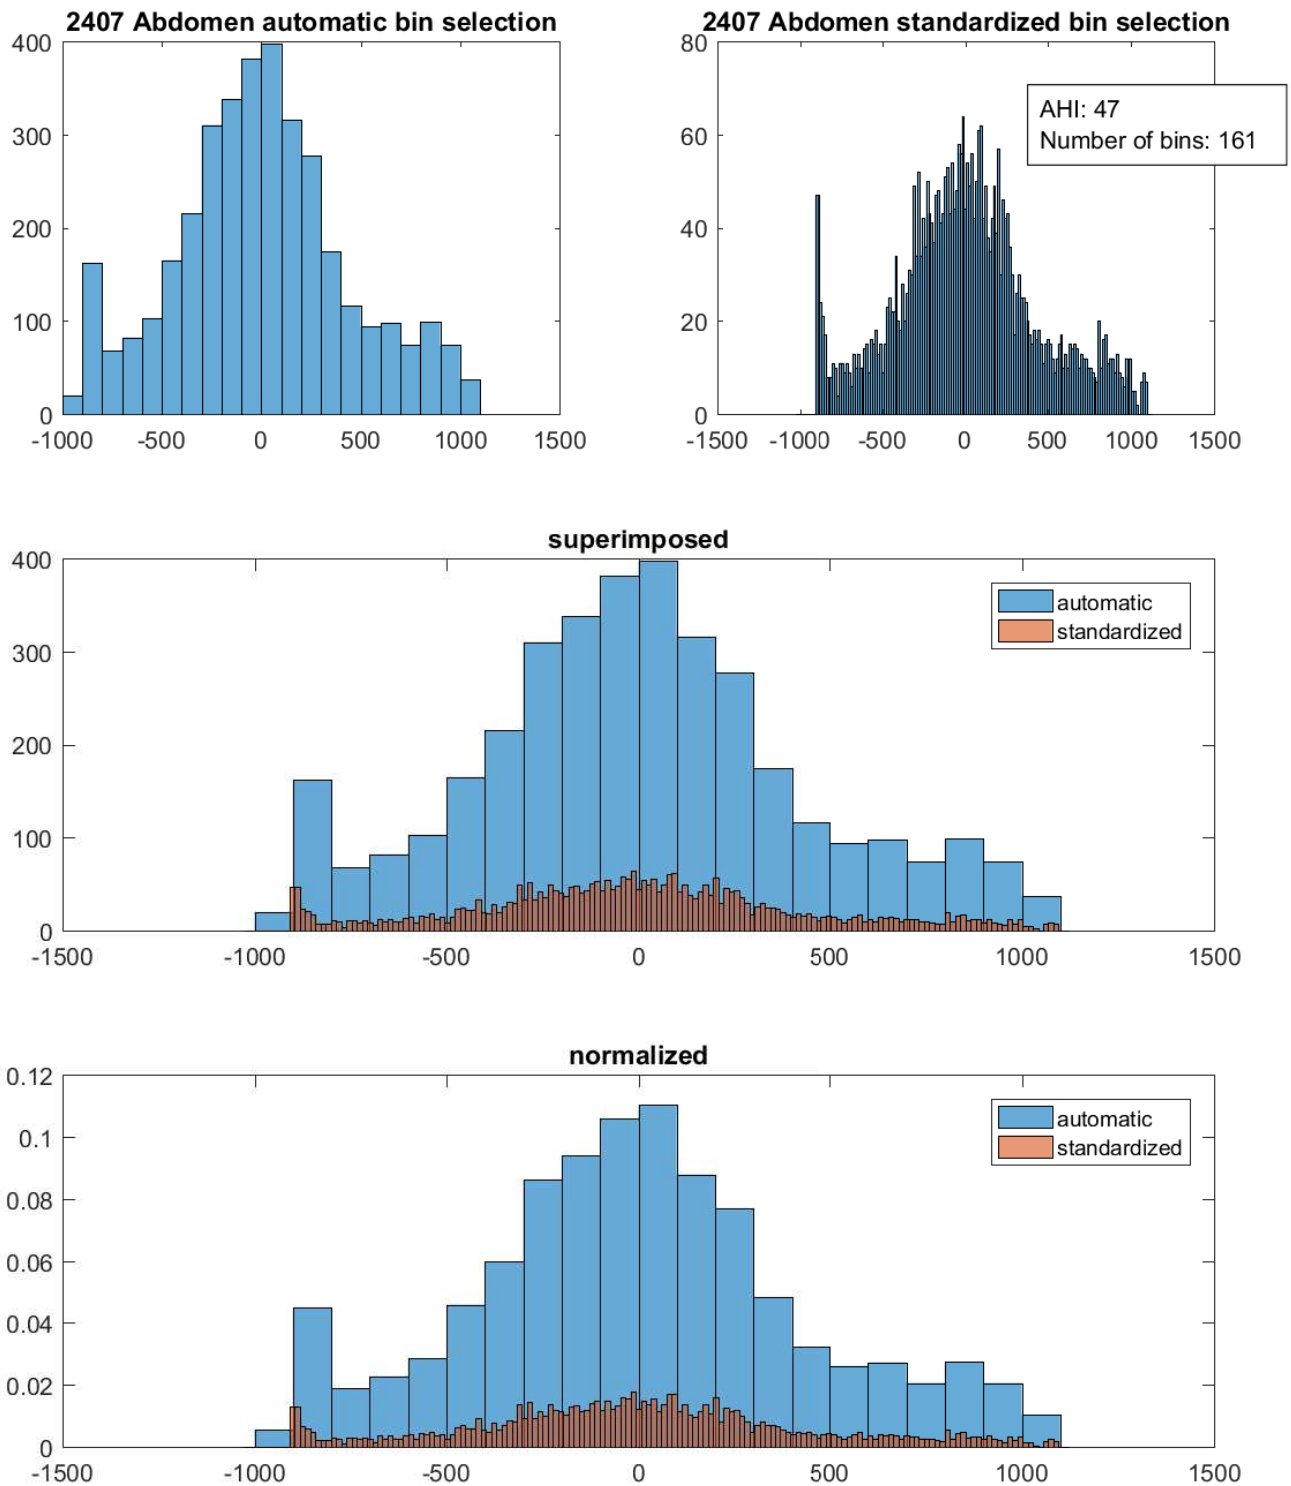 2407 Abdomen automatic bin selection
400
300
200
100
0
-1000 -500 0 500 1000 1500
2407 Abdomen standardized bin selection
80
60
40
20
0
AHI: 47
Number of bins: 161
-1500 -1000 -500 0 500 1000 1500
superimposed
400
300
200
100
0
automatic
standardized
-1500 -1000 -500 0 500 1000 1500
normalized
0.12
0.1
0.08
0.06
0.04
0.02
0
automatic
standardized
-1500 -1000 -500 0 500 1000 1500